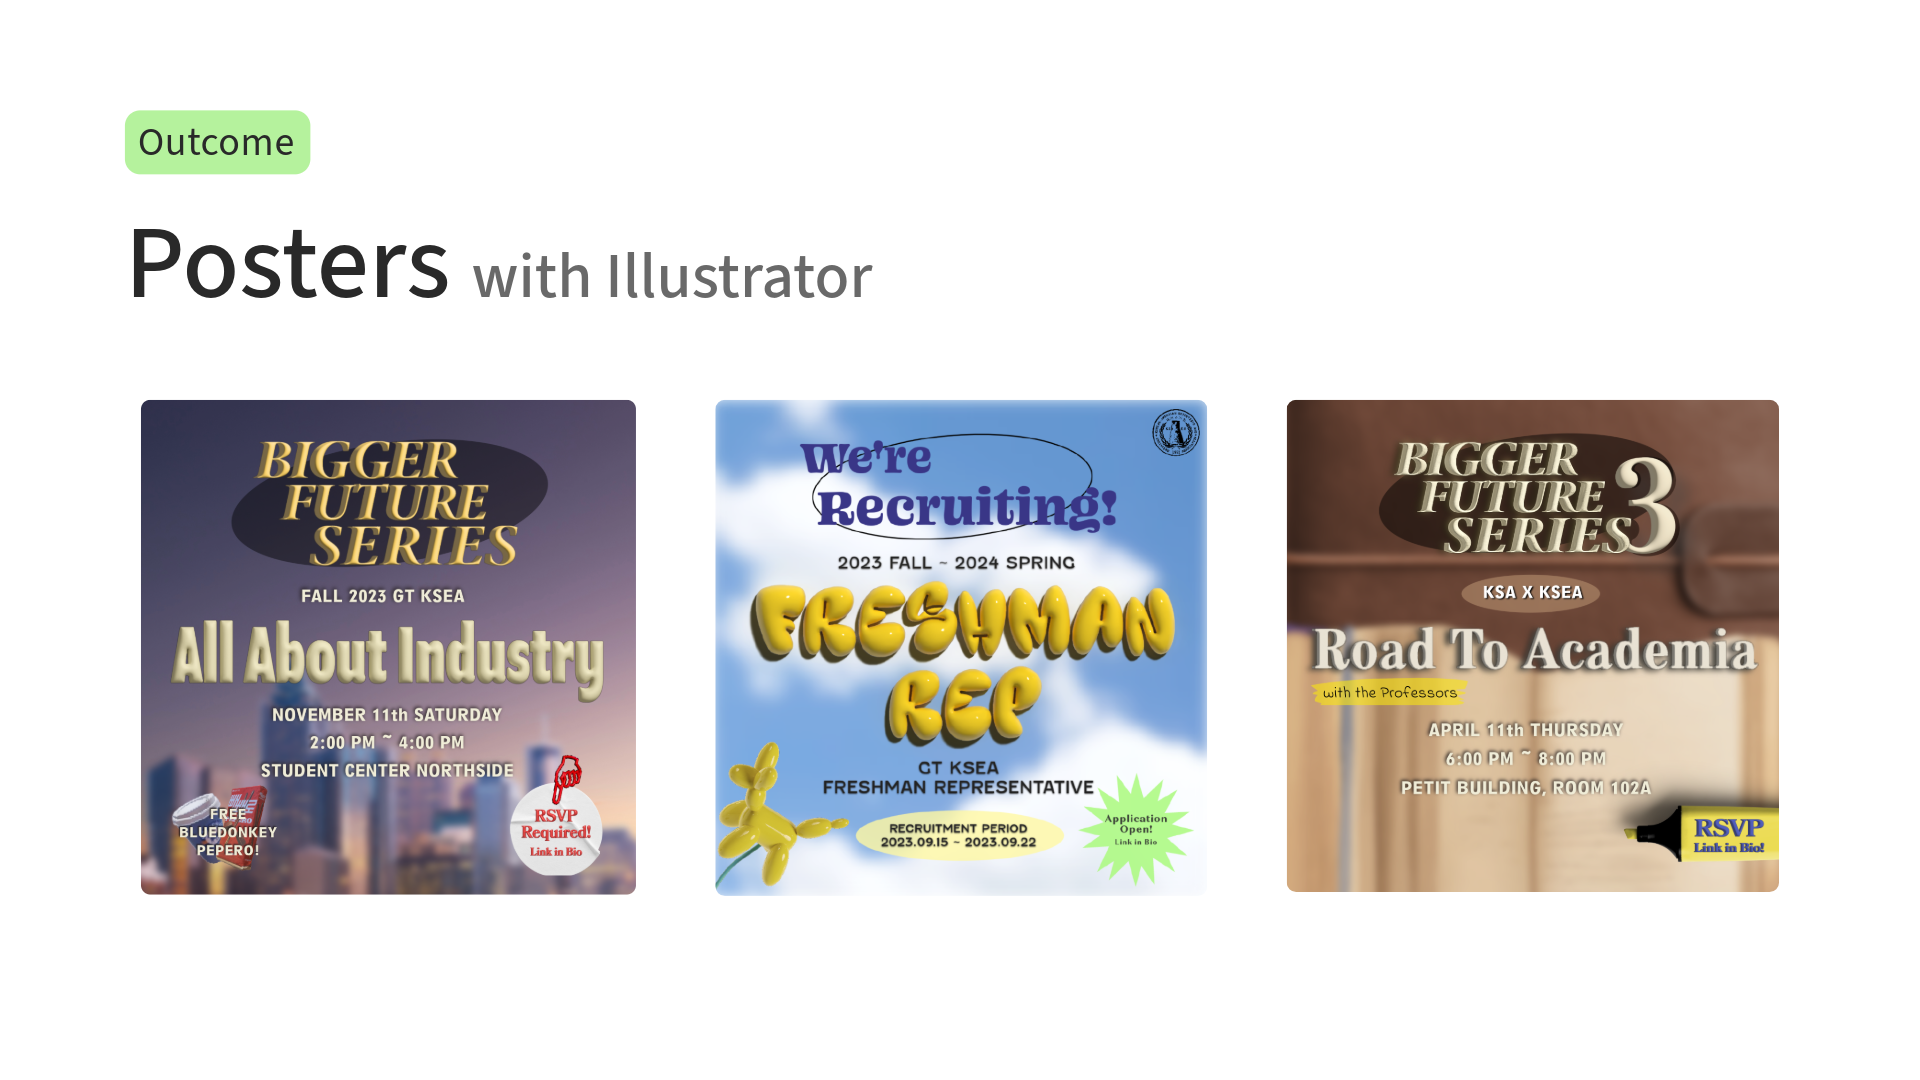 Outcome
Posters with Illustrator
BIGGER
FUTURE
SERIES
FALL 2023 GT KSEA
All About Industry
NOVEMBER 11th SATURDAY
2:00 PM ~ 4:00 PM
STUDENT CENTER NORTHSIDE
FREE
BLUEDONKEY
PEPERO!
RSVP
Required!
Link in Bio
We're
Recruiting!
2023 FALL ~ 2024 SPRING
FRESHMAN
REP
GT KSEA
FRESHMAN REPRESENTATIVE
RECRUITMENT PERIOD
2023.09.15 ~ 2023.09.22
Application
Open!
Link in Bio
BIGGER
FUTURE
SERIES 3
KSA X KSEA
Road To Academia
with the Professors
APRIL 11th THURSDAY
6:00 PM ~ 8:00 PM
PETIT BUILDING, ROOM 102A
RSVP
Link in Bio!